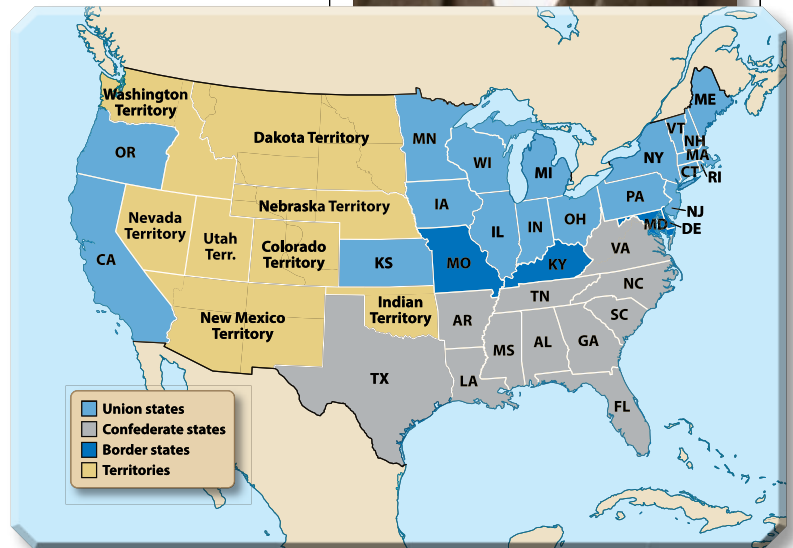 Washington
Territory
ME
VT
NH
MA
CT
RI
OR
Dakota Territory
MN
WI
MI
NY
PA
NJ
MD
DE
Nebraska Territory
IA
IL
IN
OH
Nevada
Territory
Utah
Terr.
Colorado
Territory
KS
MO
KY
VA
CA
NC
TN
SC
New Mexico
Territory
Indian
Territory
AR
MS
AL
GA
TX
LA
FL
Union states
Confederate states
Border states
Territories